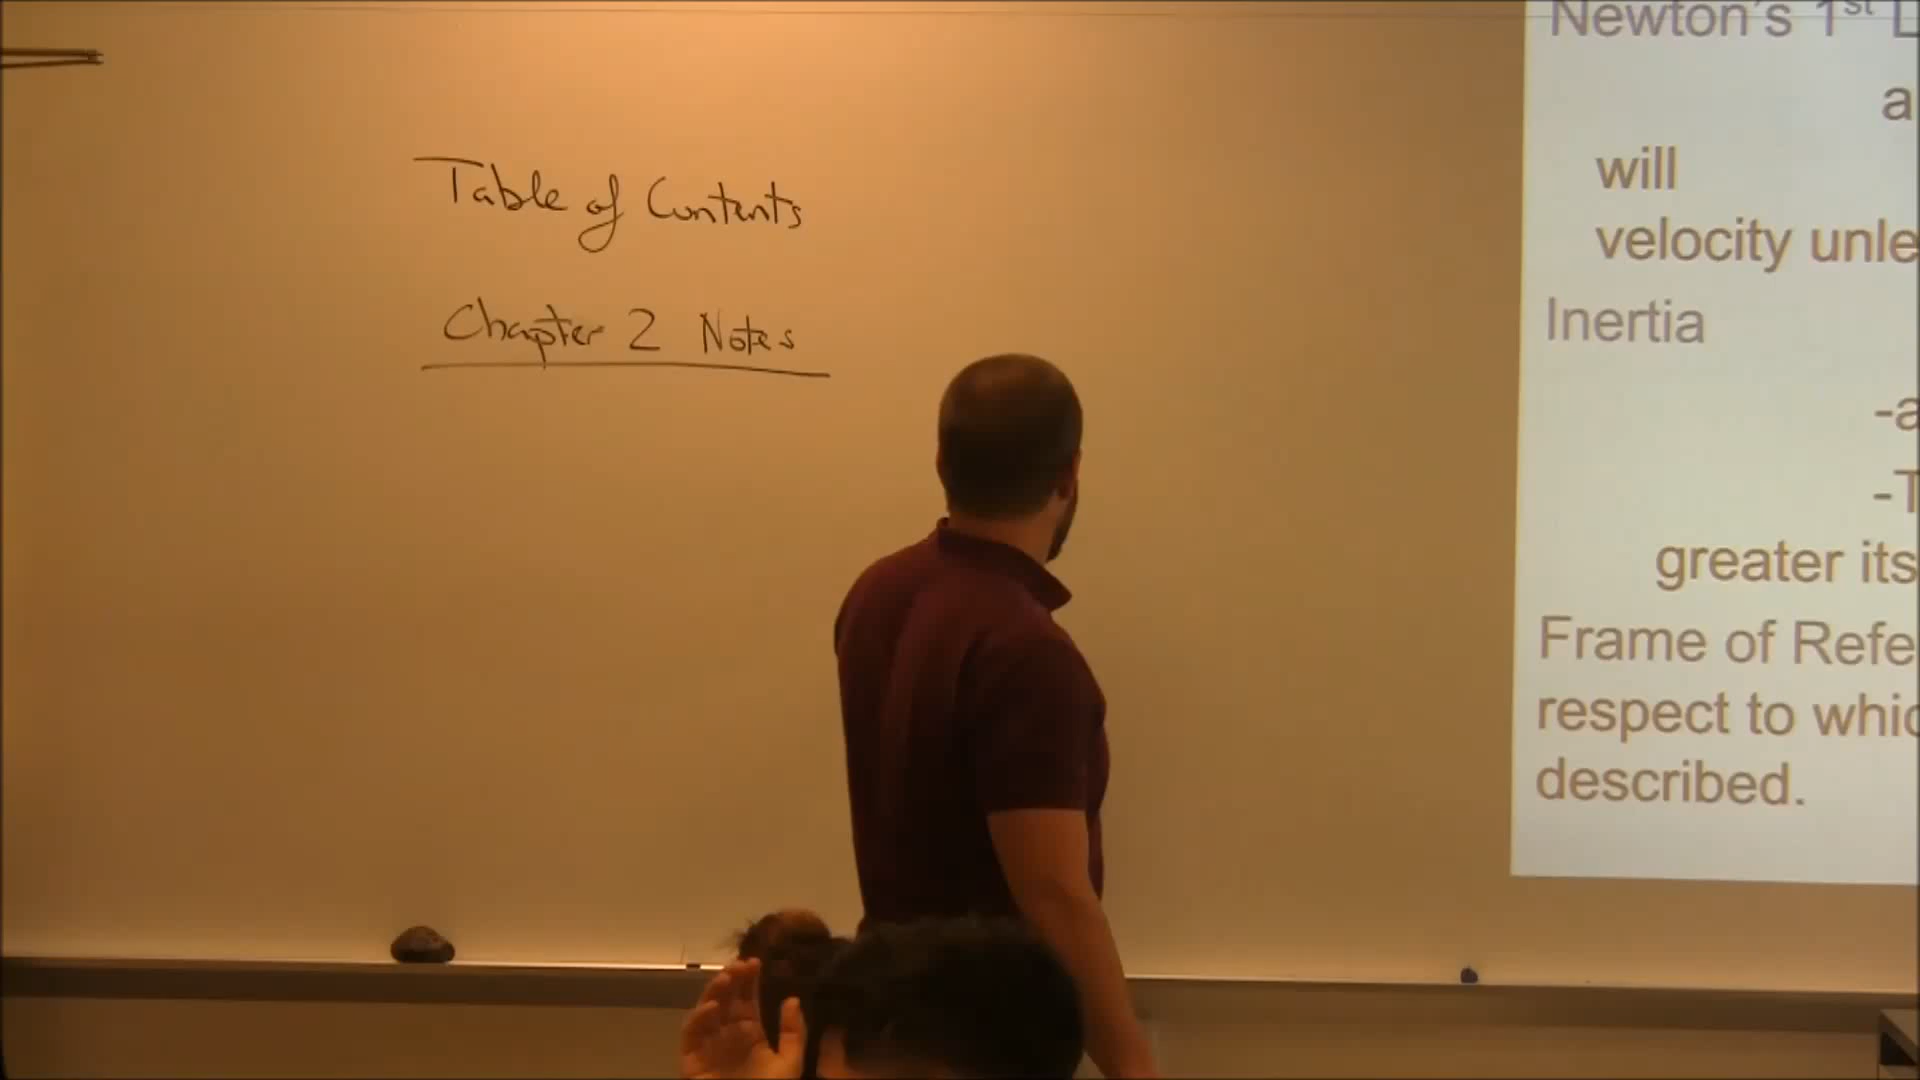 Table of Contents
Chapter 2 Notes
Newton's 1st
a
will
velocity unle
Inertia
-a
-T
greater its
Frame of Refe
respect to whic
described.